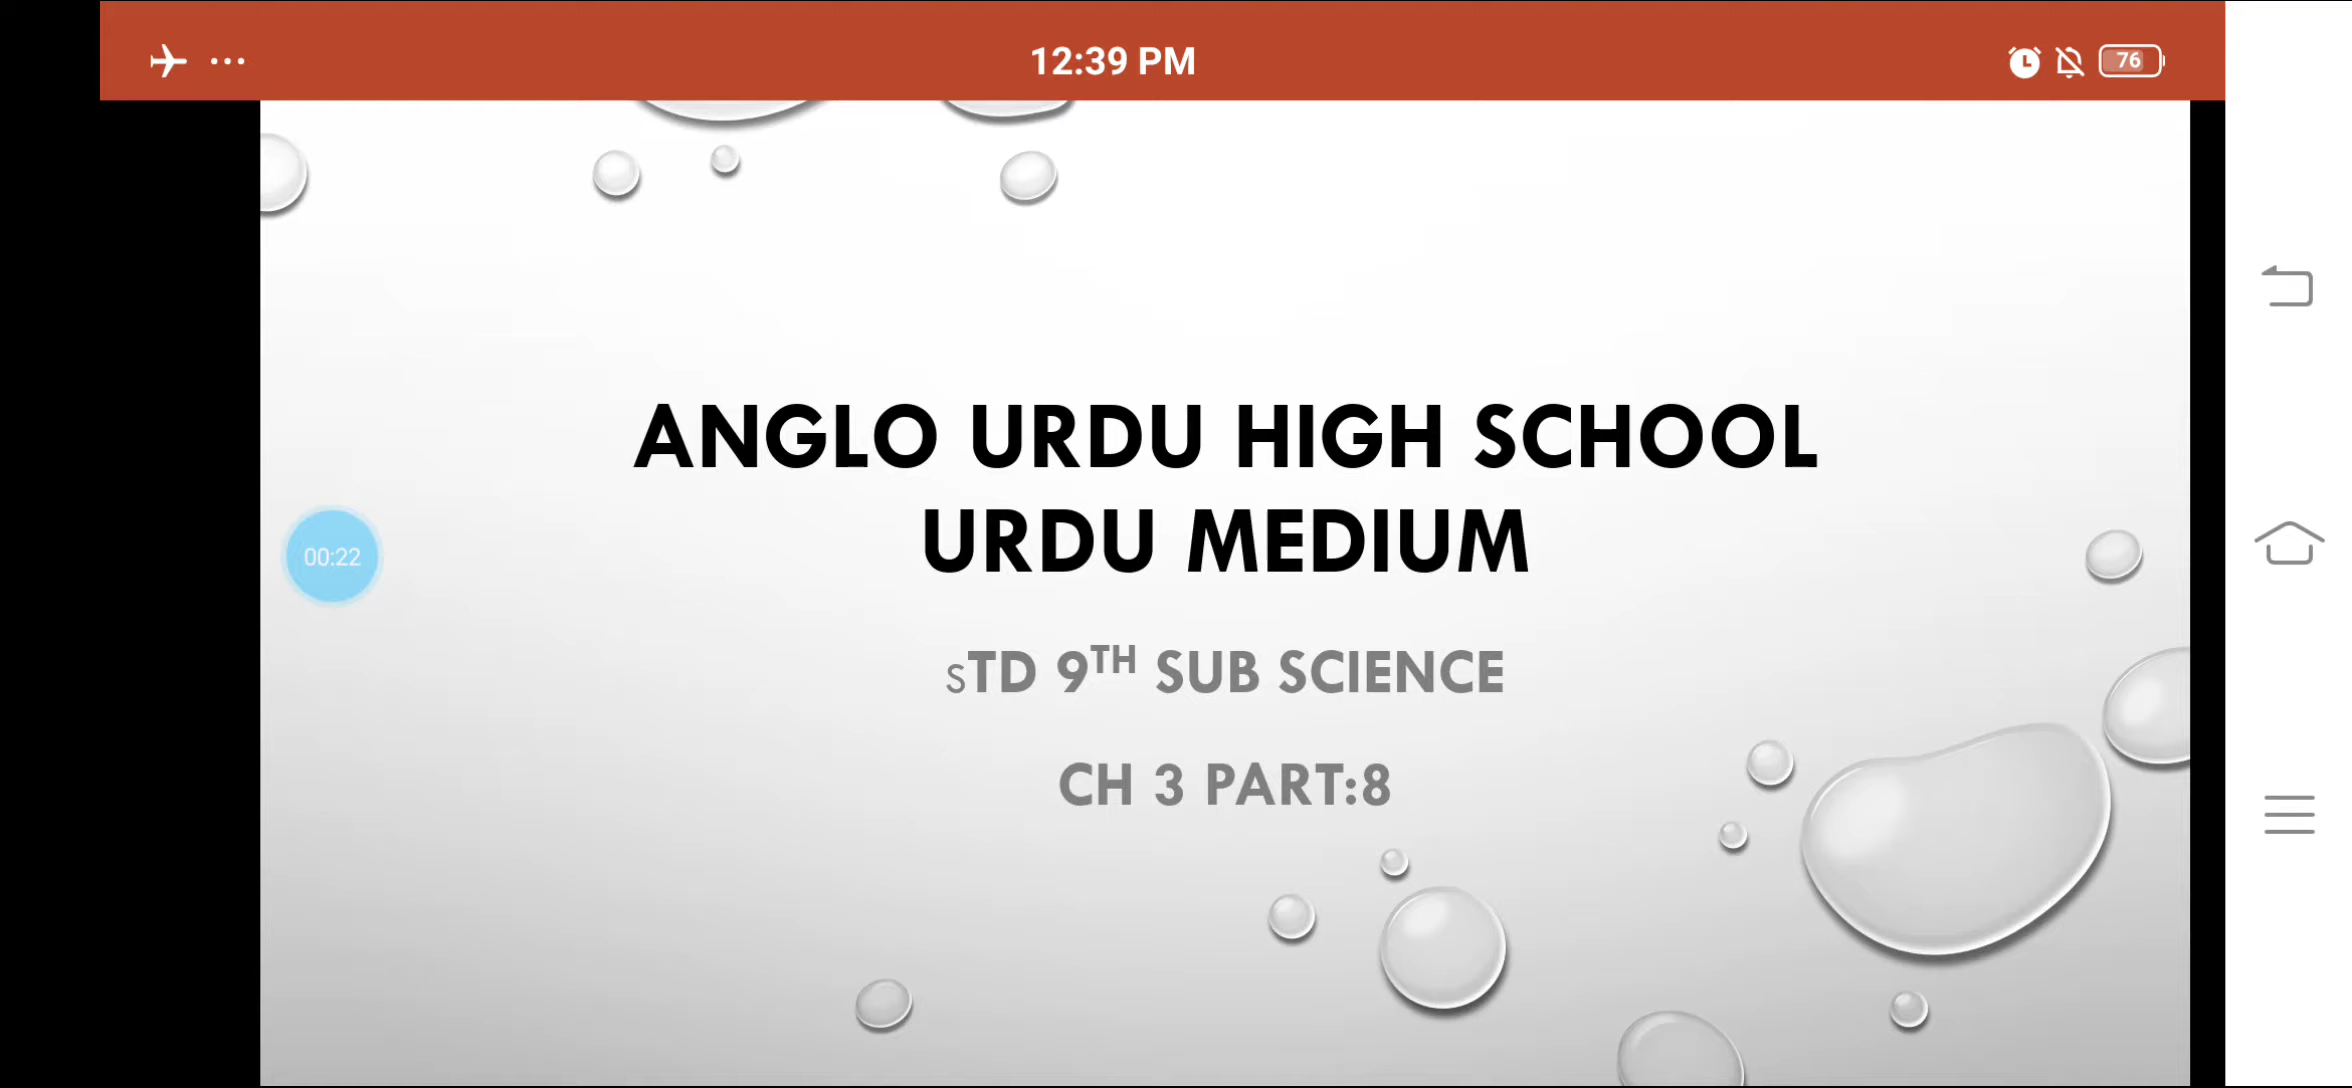 12:39 PM
76
ANGLO URDU HIGH SCHOOL
URDU MEDIUM
00:22
sTD 9TH SUB SCIENCE
CH 3 PART:8